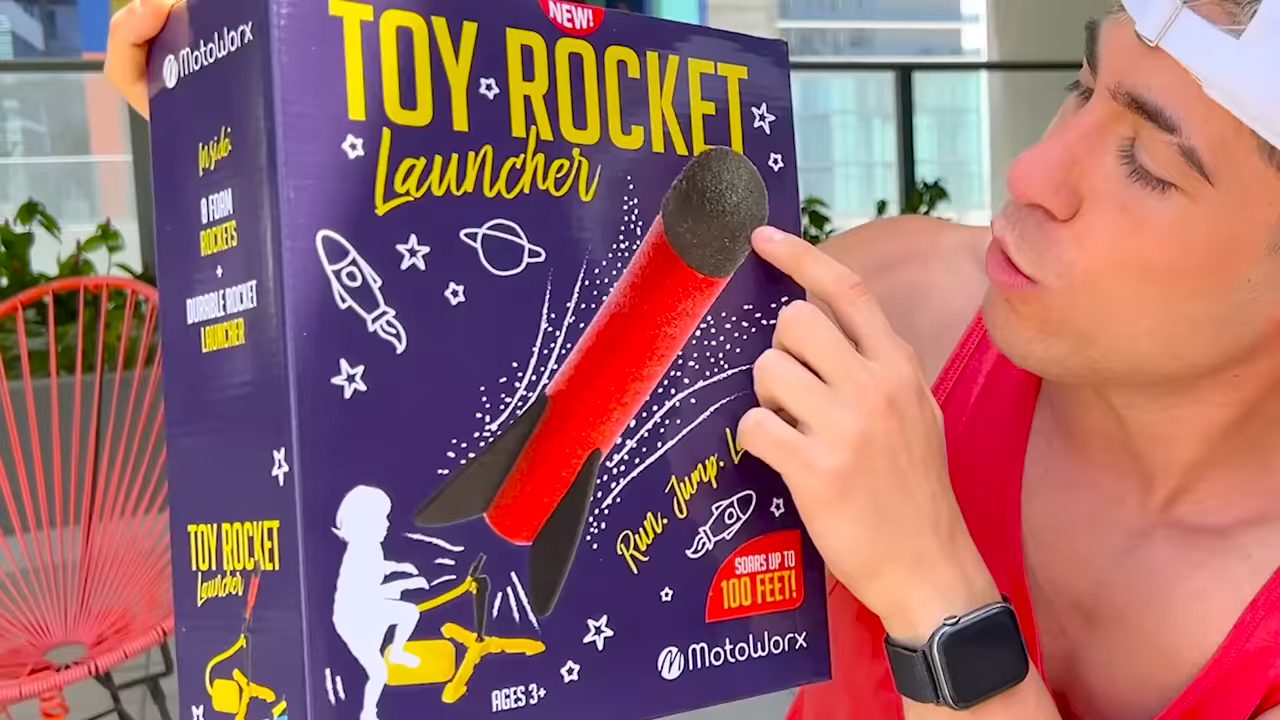 MotoWorx
Inside:
8 FOAM
ROCKETS
+
DURABLE ROCKET
LAUNCHER
TOY ROCKET
Launcher
NEW!
TOY ROCKET
Launcher
Run. Jump.
SOARS UP TO
100 FEET!
MotoWorx
AGES 3+